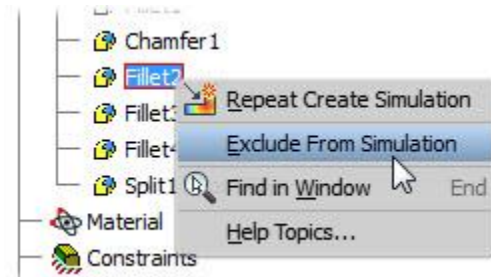 Chamfer1
Fillet2
Repeat Create Simulation
Fillet3
Exclude From Simulation
Fillet4
Split1
Find in Window End
Material
Help Topics...
Constraints